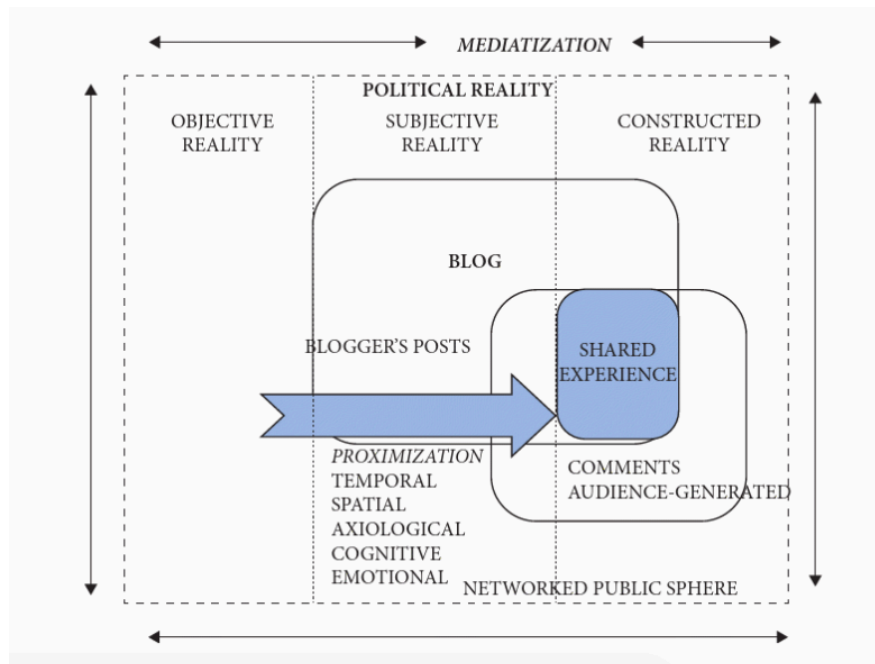 MEDIATIZATION
POLITICAL REALITY
OBJECTIVE
REALITY
SUBJECTIVE
REALITY
CONSTRUCTED
REALITY
BLOG
BLOGGER'S POSTS
SHARED
EXPERIENCE
PROXIMIZATION
TEMPORAL
SPATIAL
AXIOLOGICAL
COGNITIVE
EMOTIONAL
COMMENTS
AUDIENCE-GENERATED
NETWORKED PUBLIC SPHERE